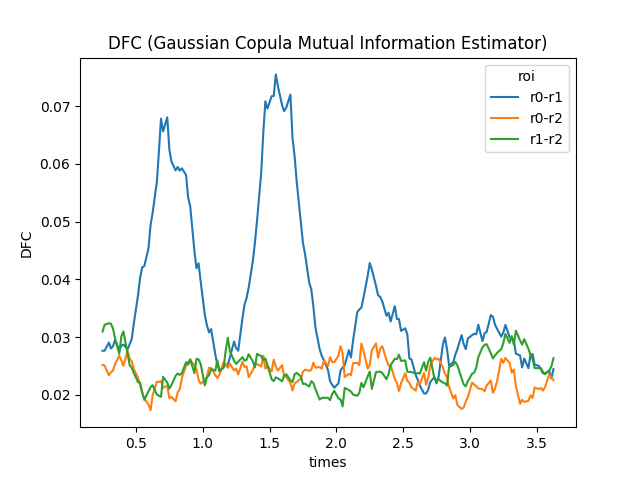 DFC (Gaussian Copula Mutual Information Estimator)
roi
r0-r1
r0-r2
r1-r2
DFC
0.07
0.06
0.05
0.04
0.03
0.02
0.5 1.0 1.5 2.0 2.5 3.0 3.5
times